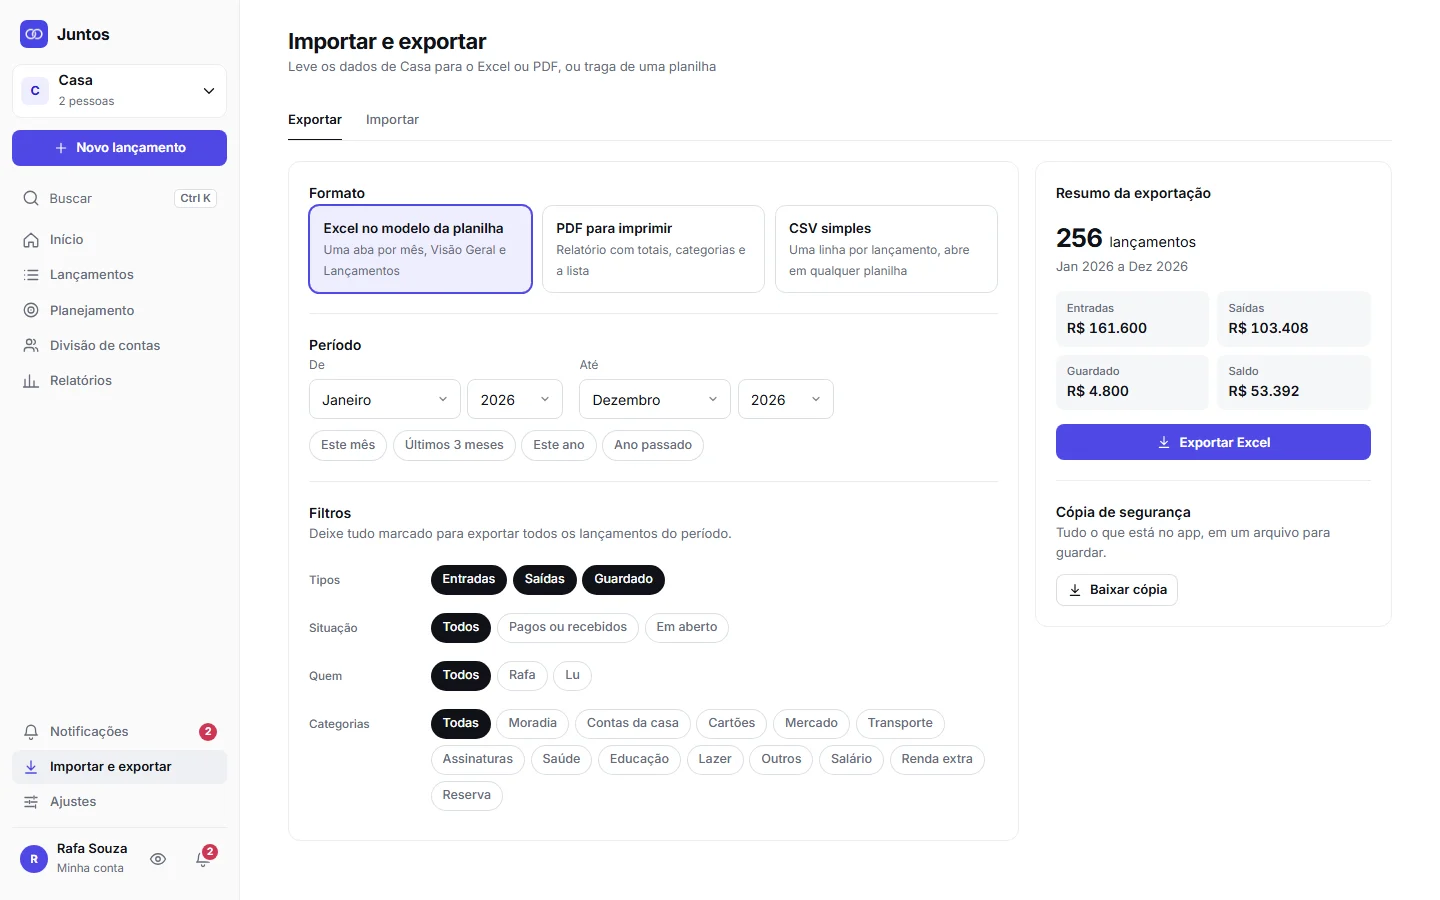 Juntos
C
Casa
2 pessoas
Novo lançamento
Buscar
Ctrl K
Início
Lançamentos
Planejamento
Divisão de contas
Relatórios
Notificações
2
Importar e exportar
Ajustes
R
Rafa Souza
Minha conta
2
Importar e exportar
Leve os dados de Casa para o Excel ou PDF, ou traga de uma planilha
Exportar
Importar
Formato
Excel no modelo da planilha
Uma aba por mês, Visão Geral e
Lançamentos
PDF para imprimir
Relatório com totais, categorias e
a lista
CSV simples
Uma linha por lançamento, abre
em qualquer planilha
Período
De
Janeiro
2026
Até
Dezembro
2026
Este mês
Últimos 3 meses
Este ano
Ano passado
Filtros
Deixe tudo marcado para exportar todos os lançamentos do período.
Tipos
Entradas
Saídas
Guardado
Situação
Todos
Pagos ou recebidos
Em aberto
Quem
Todos
Rafa
Lu
Categorias
Todas
Moradia
Contas da casa
Cartões
Mercado
Transporte
Assinaturas
Saúde
Educação
Lazer
Outros
Salário
Renda extra
Reserva
Resumo da exportação
256 lançamentos
Jan 2026 a Dez 2026
Entradas
R$ 161.600
Saídas
R$ 103.408
Guardado
R$ 4.800
Saldo
R$ 53.392
Exportar Excel
Cópia de segurança
Tudo o que está no app, em um arquivo para
guardar.
Baixar cópia